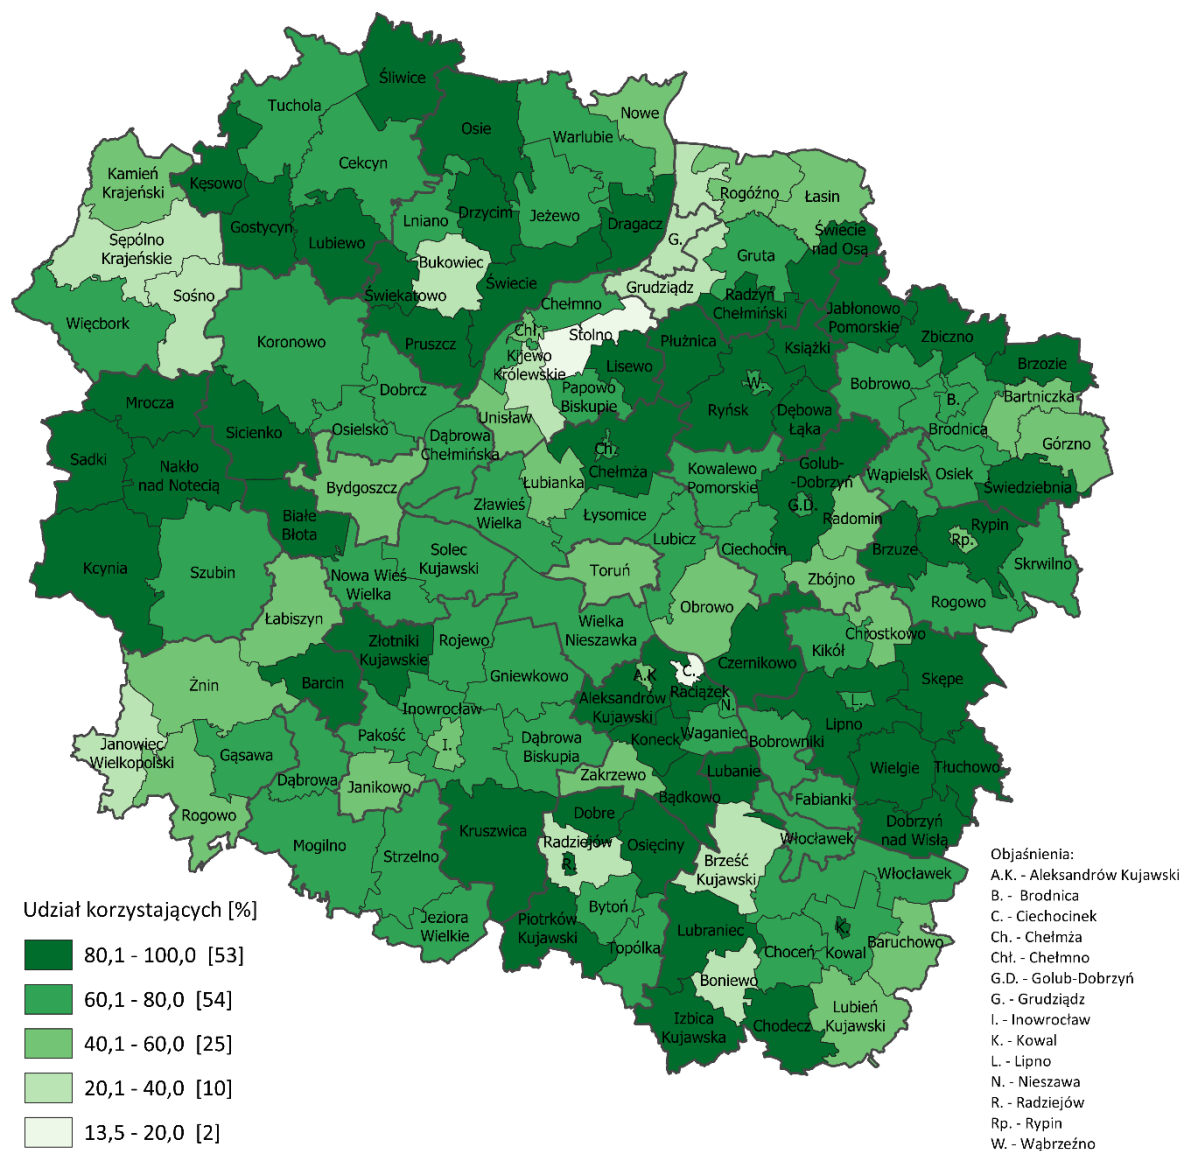 Śliwice
Tuchola
Nowe
Osie
Warlubie
Cekcyn
Kamień
Krajeński
Kęsowo
Rogóźno
Łasin
Lniano
Drzycim
Jeżewo
Dragacz
Gostycyn
Lubiewo
Świecie
nad Osą
Sępólno
Krajeńskie
G.
Gruta
Bukowiec
Sośno
Świekatowo
Świecie
Grudziądz
Radzyń
Chełmiński
Chełmno
Jabłonowo
Pomorskie
Więcbork
Koronowo
Pruszcz
Chł.
Stolno
Płużnica
Książki
Zbiczno
Brzozie
Kijewo
Królewskie
Lisewo
Papowo
Biskupie
W.
Bobrowo
B.
Bartniczka
Mrocza
Dobrcz
Unisław
Ryńsk
Dębowa
Łąka
Brodnica
Górzno
Sicienko
Osielsko
Dąbrowa
Chełmińska
Ch.
Chełmża
Sadki
Nakło
nad Notecią
Kowalewo
Pomorskie
Golub-
-Dobrzyń
Wąpielsk
Osiek
Świedziebnia
Bydgoszcz
Łubianka
Zławieś
Wielka
Łysomice
G.D.
Radomin
Rypin
Białe
Błota
Lubicz
Ciechocin
Brzuze
Rp.
Kcynia
Szubin
Solec
Kujawski
Nowa Wieś
Wielka
Toruń
Zbójno
Skrwilno
Łabiszyn
Obrowo
Rogowo
Wielka
Nieszawka
Złotniki
Kujawskie
Rojewo
Kikół
Chrostkowo
Żnin
Barcin
Gniewkowo
A.K
C.
Czernikowo
Skępe
Aleksandrów
Kujawski
Raciążek
N.
L.
Inowrocław
Lipno
Janowiec
Wielkopolski
Gąsawa
Pakość
I.
Dąbrowa
Biskupia
Koneck
Waganiec
Bobrowniki
Dąbrowa
Janikowo
Zakrzewo
Lubanie
Wielgie
Tłuchowo
Rogowo
Bądkowo
Fabianki
Dobre
Dobrzyń
nad Wisłą
Mogilno
Strzelno
Kruszwica
Radziejów
R.
Osięciny
Włocławek
Brześć
Kujawski
Włocławek
Jeziora
Wielkie
Piotrków
Kujawski
Bytoń
Topólka
Lubraniec
Choceń
K.
Kowal
Baruchowo
Boniewo
Izbica
Kujawska
Chodecz
Lubień
Kujawski
Udział korzystających [%]
80,1 - 100,0 [53]
60,1 - 80,0 [54]
40,1 - 60,0 [25]
20,1 - 40,0 [10]
13,5 - 20,0 [2]
Objaśnienia:
A.K. - Aleksandrów Kujawski
B. - Brodnica
C. - Ciechocinek
Ch. - Chełmża
Chł. - Chełmno
G.D. - Golub-Dobrzyń
G. - Grudziądz
I. - Inowrocław
K. - Kowal
L. - Lipno
N. - Nieszawa
R. - Radziejów
Rp. - Rypin
W. - Wąbrzeźno